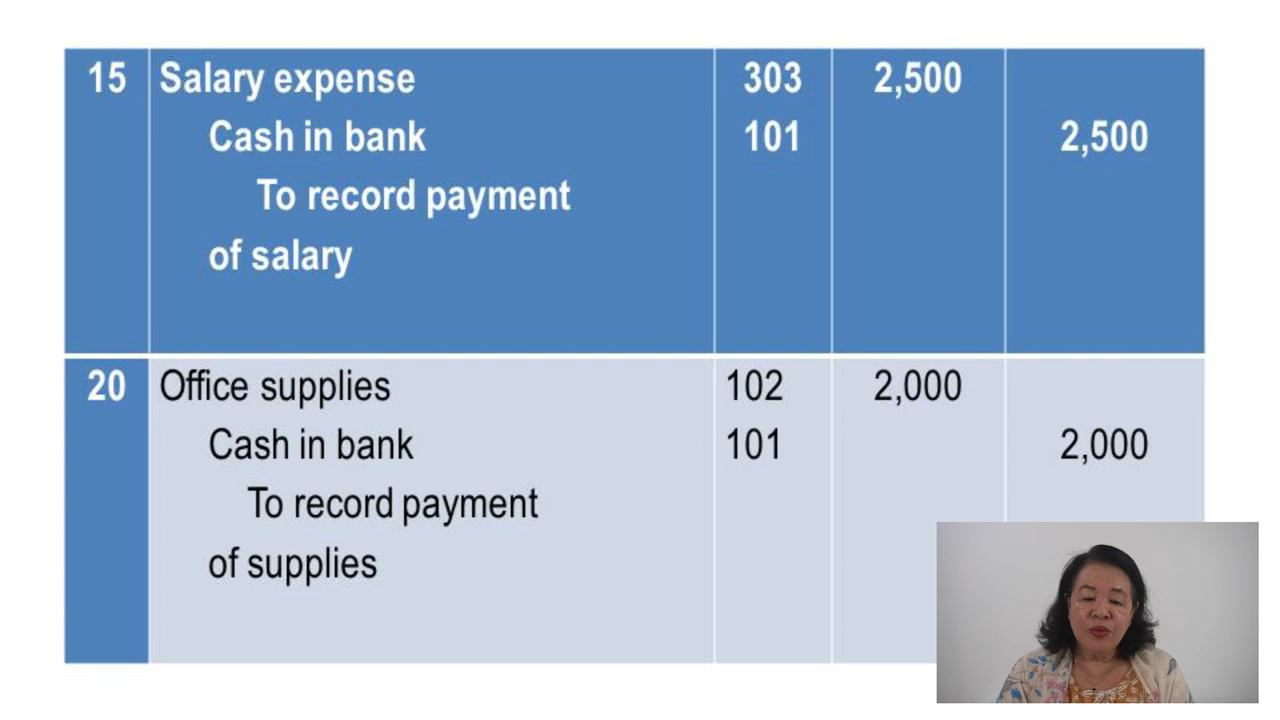 15 Salary expense 303 2,500
Cash in bank 101 2,500
To record payment
of salary
20 Office supplies 102 2,000
Cash in bank 101 2,000
To record payment
of supplies